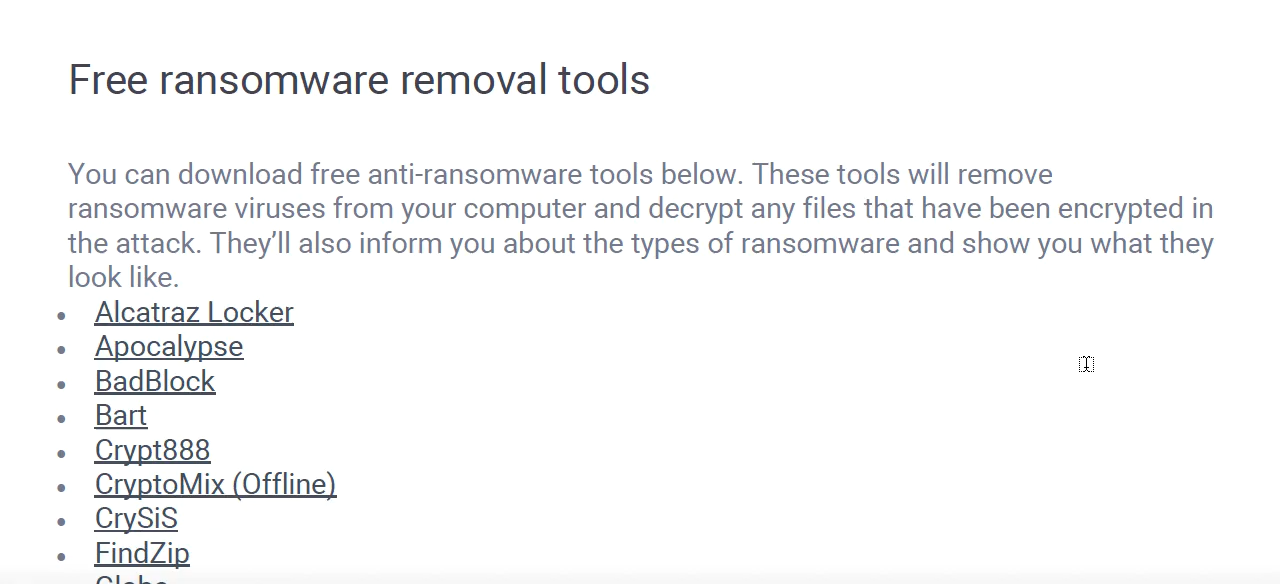 Free ransomware removal tools
You can download free anti-ransomware tools below. These tools will remove
ransomware viruses from your computer and decrypt any files that have been encrypted in
the attack. They’ll also inform you about the types of ransomware and show you what they
look like.
Alcatraz Locker
Apocalypse
BadBlock
Bart
Crypt888
CryptoMix (Offline)
CrySiS
FindZip